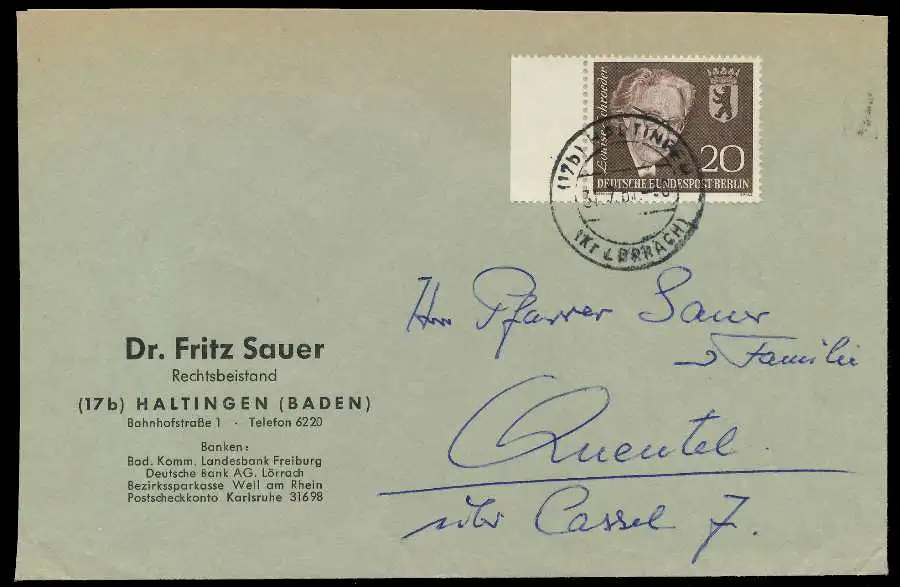 Louise Schroeder
20
DEUTSCHE BUNDESPOST BERLIN
(17b) HALTINGEN
(Kr. LÖRRACH)
Hrn Pfarrer Sauer
u Familie
Quentel
über Cassel 7.
Dr. Fritz Sauer
Rechtsbeistand
(17b) HALTINGEN (BADEN)
Bahnhofstraße 1 · Telefon 6220
Banken:
Bad. Komm. Landesbank Freiburg
Deutsche Bank AG. Lörrach
Bezirkssparkasse Weil am Rhein
Postscheckkonto Karlsruhe 31698